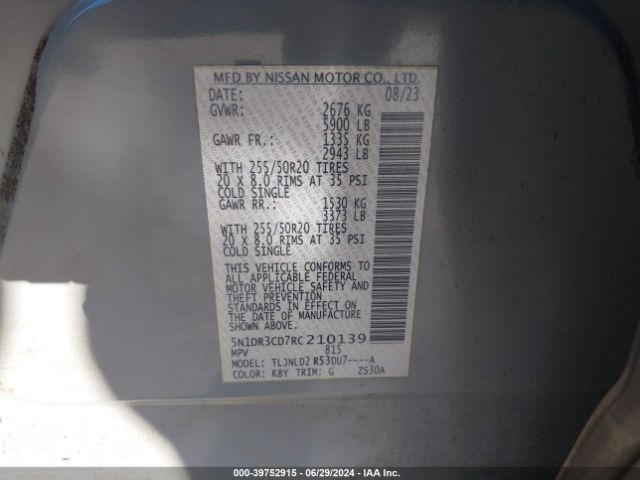 MFD BY NISSAN MOTOR CO., LTD.
DATE: 08/23
GVWR: 2676 KG
5900 LB
GAWR FR.: 1335 KG
2943 LB
WITH 255/50R20 TIRES
20 X 8.0 RIMS AT 35 PSI
COLD SINGLE
GAWR RR.: 1530 KG
3373 LB
WITH 255/50R20 TIRES
20 X 8.0 RIMS AT 35 PSI
COLD SINGLE
THIS VEHICLE CONFORMS TO
ALL APPLICABLE FEDERAL
MOTOR VEHICLE SAFETY AND
THEFT PREVENTION
STANDARDS IN EFFECT ON
THE DATE OF MANUFACTURE
SHOWN ABOVE.
5N1DR3CD7RC210139
MPV 815
MODEL: TLJNLD2 R53DU7----A
COLOR: KBY TRIM: G ZS30A
000-39752915 - 06/29/2024 - IAA Inc.